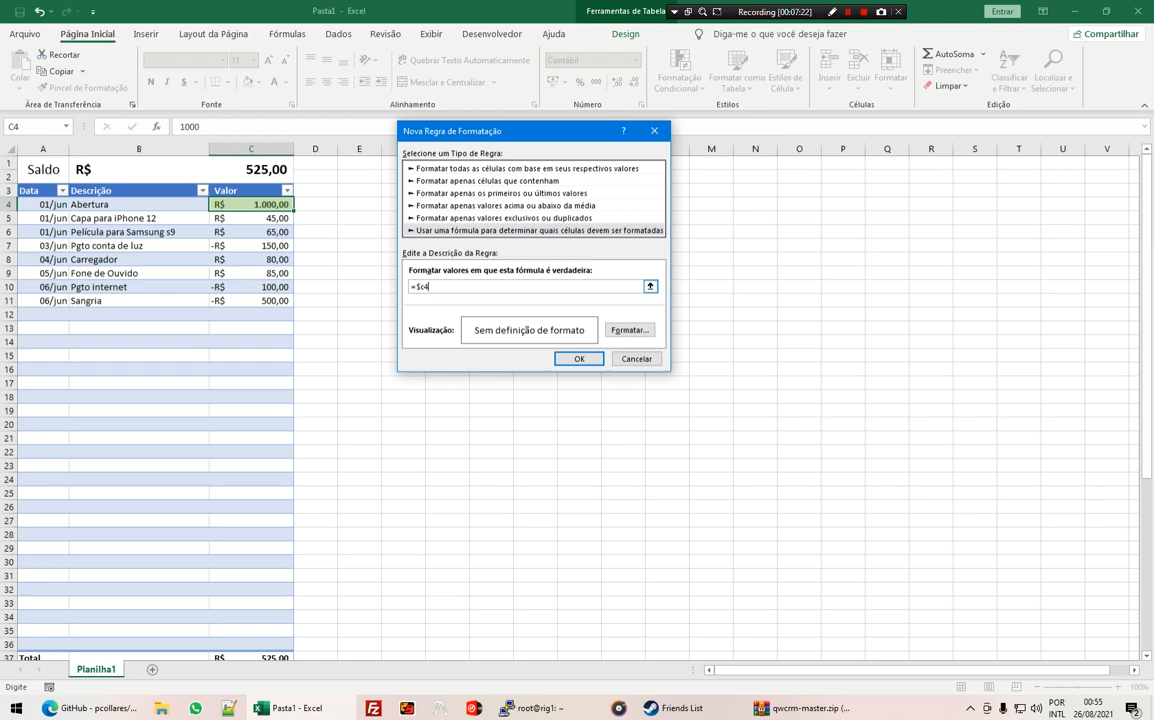 Pasta1 - Excel
Ferramentas de Tabela
Recording (00:07:22)
Entrar
Arquivo
Página Inicial
Inserir
Layout da Página
Fórmulas
Dados
Revisão
Exibir
Desenvolvedor
Ajuda
Design
Diga-me o que você deseja fazer
Compartilhar
Colar
Recortar
Copiar
Pincel de Formatação
Área de Transferência
11
N I S
Fonte
Quebrar Texto Automaticamente
Mesclar e Centralizar
Alinhamento
Contábil
% 000
Número
Formatação Condicional
Formatar como Tabela
Estilos de Célula
Estilos
Inserir
Excluir
Formatar
Células
AutoSoma
Preencher
Limpar
Classificar e Filtrar
Localizar e Selecionar
Edição
C4
fx
1000
A B C D E M N O P Q R S T U V
1 Saldo R$ 525,00
2
3 Data Descrição Valor
4 01/jun Abertura R$ 1.000,00
5 01/jun Capa para iPhone 12 R$ 45,00
6 01/jun Película para Samsung s9 R$ 65,00
7 03/jun Pgto conta de luz -R$ 150,00
8 04/jun Carregador R$ 80,00
9 05/jun Fone de Ouvido R$ 85,00
10 06/jun Pgto internet -R$ 100,00
11 06/jun Sangria -R$ 500,00
12
13
14
15
16
17
18
19
20
21
22
23
24
25
26
27
28
29
30
31
32
33
34
35
36
37 Total R$ 525,00
Nova Regra de Formatação
?
Selecione um Tipo de Regra:
► Formatar todas as células com base em seus respectivos valores
► Formatar apenas células que contenham
► Formatar apenas os primeiros ou últimos valores
► Formatar apenas valores acima ou abaixo da média
► Formatar apenas valores exclusivos ou duplicados
► Usar uma fórmula para determinar quais células devem ser formatadas
Edite a Descrição da Regra:
Formatar valores em que esta fórmula é verdadeira:
=$c4
Visualização:
Sem definição de formato
Formatar...
OK
Cancelar
Planilha1
Digite
100%
GitHub - pcollares/...
Pasta1 - Excel
root@rig1: ~
Friends List
qwcrm-master.zip (...
POR
INTL
00:55
26/08/2021
2